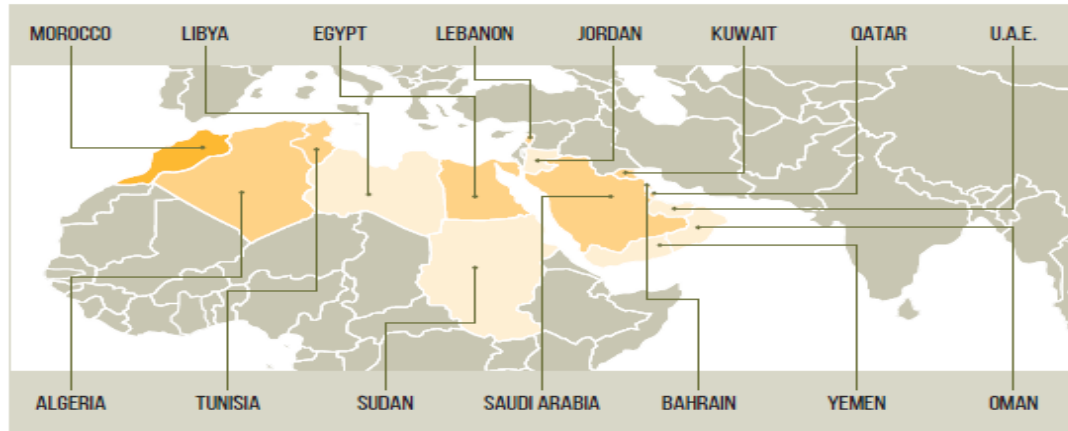 MOROCCO LIBYA EGYPT LEBANON JORDAN KUWAIT QATAR U.A.E.
ALGERIA TUNISIA SUDAN SAUDI ARABIA BAHRAIN YEMEN OMAN